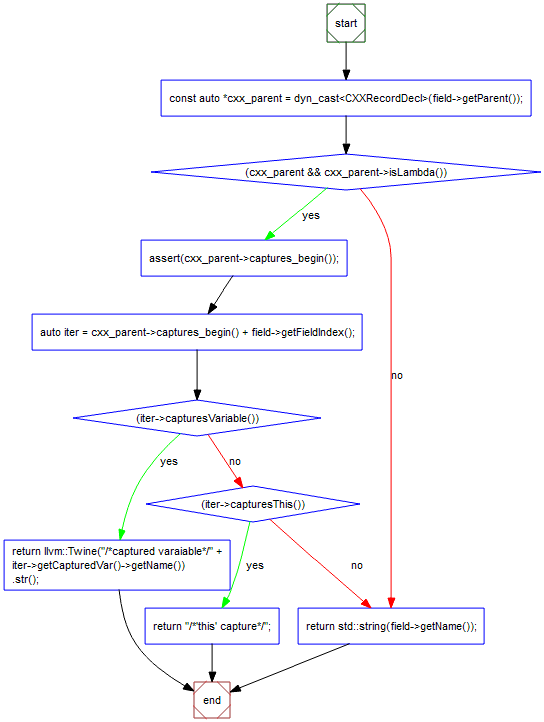 start
const auto *cxx_parent = dyn_cast<CXXRecordDecl>(field->getParent());
(cxx_parent && cxx_parent->isLambda())
yes
assert(cxx_parent->captures_begin());
auto iter = cxx_parent->captures_begin() + field->getFieldIndex();
no
(iter->capturesVariable())
yes
no
(iter->capturesThis())
return llvm::Twine("/*captured varaiable*/" +
iter->getCapturedVar()->getName())
.str();
yes
no
return "/*'this' capture*/";
return std::string(field->getName());
end